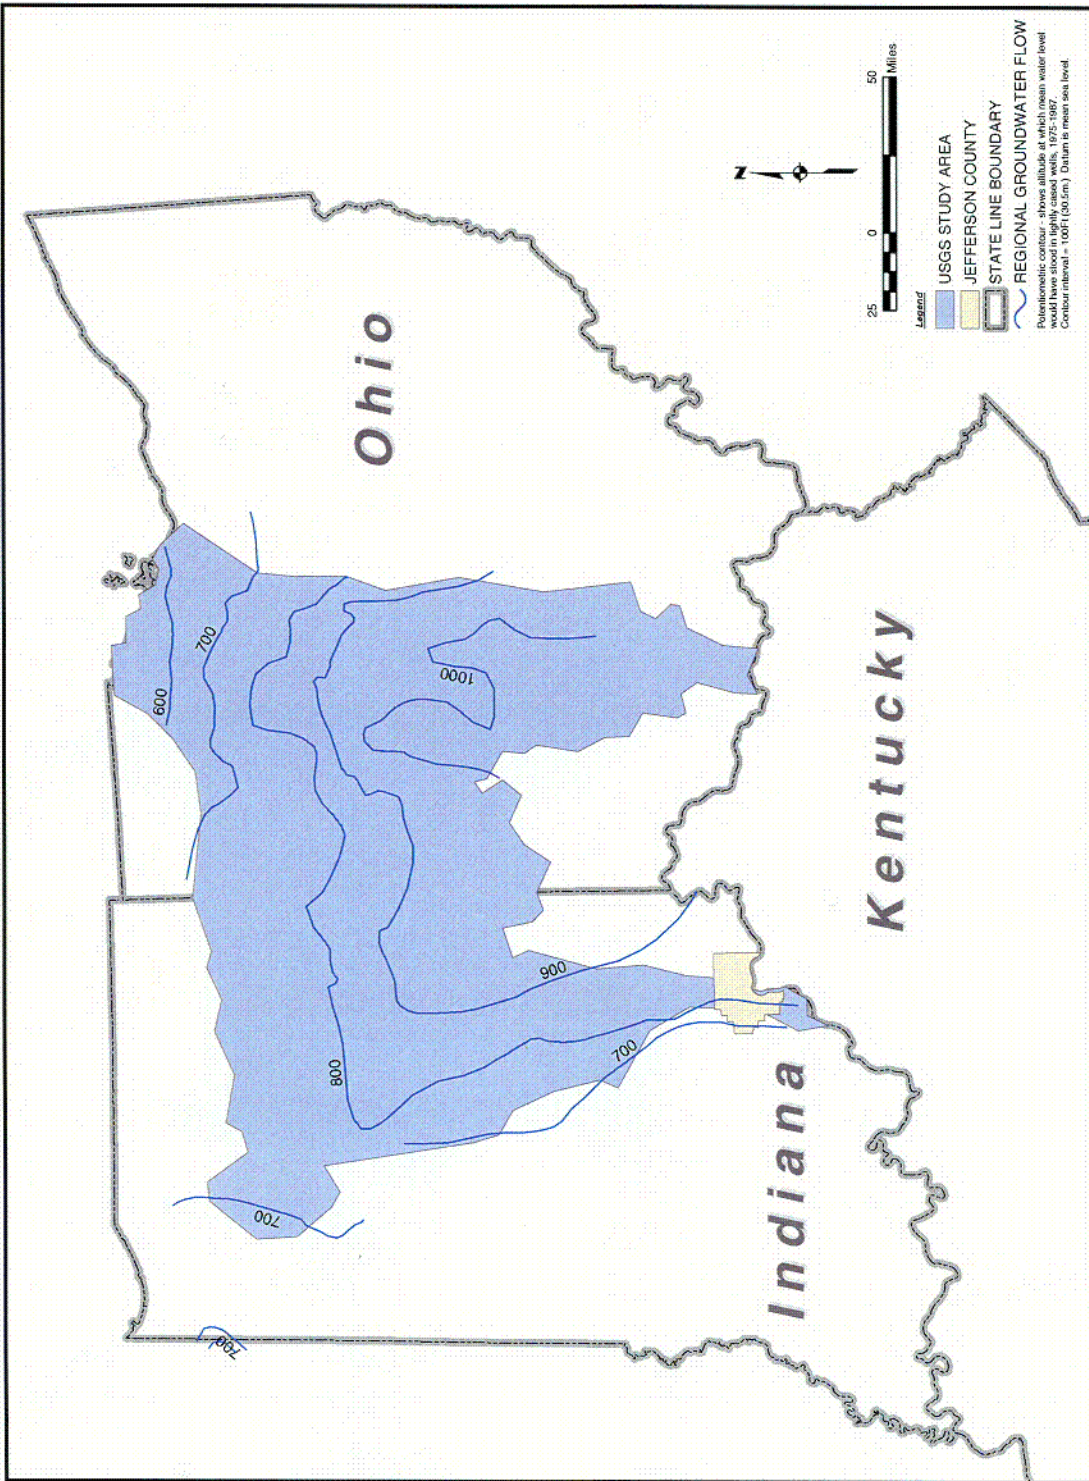 Ohio
Kentucky
Indiana
600
700
1000
900
800
700
700
700
N
25 0 50
Miles
Legend
USGS STUDY AREA
JEFFERSON COUNTY
STATE LINE BOUNDARY
REGIONAL GROUNDWATER FLOW
Potentiometric contour - shows altitude at which mean water level
would have stood in tightly cased wells, 1975-1987.
Contour interval = 100Ft (30.5m.) Datum is mean sea level.